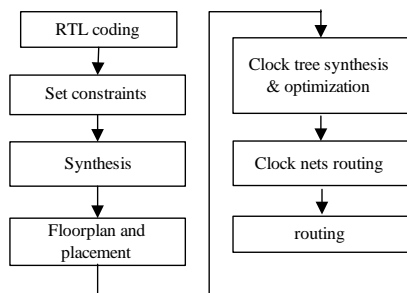 RTL coding
Set constraints
Synthesis
Floorplan and
placement
Clock tree synthesis
& optimization
Clock nets routing
routing